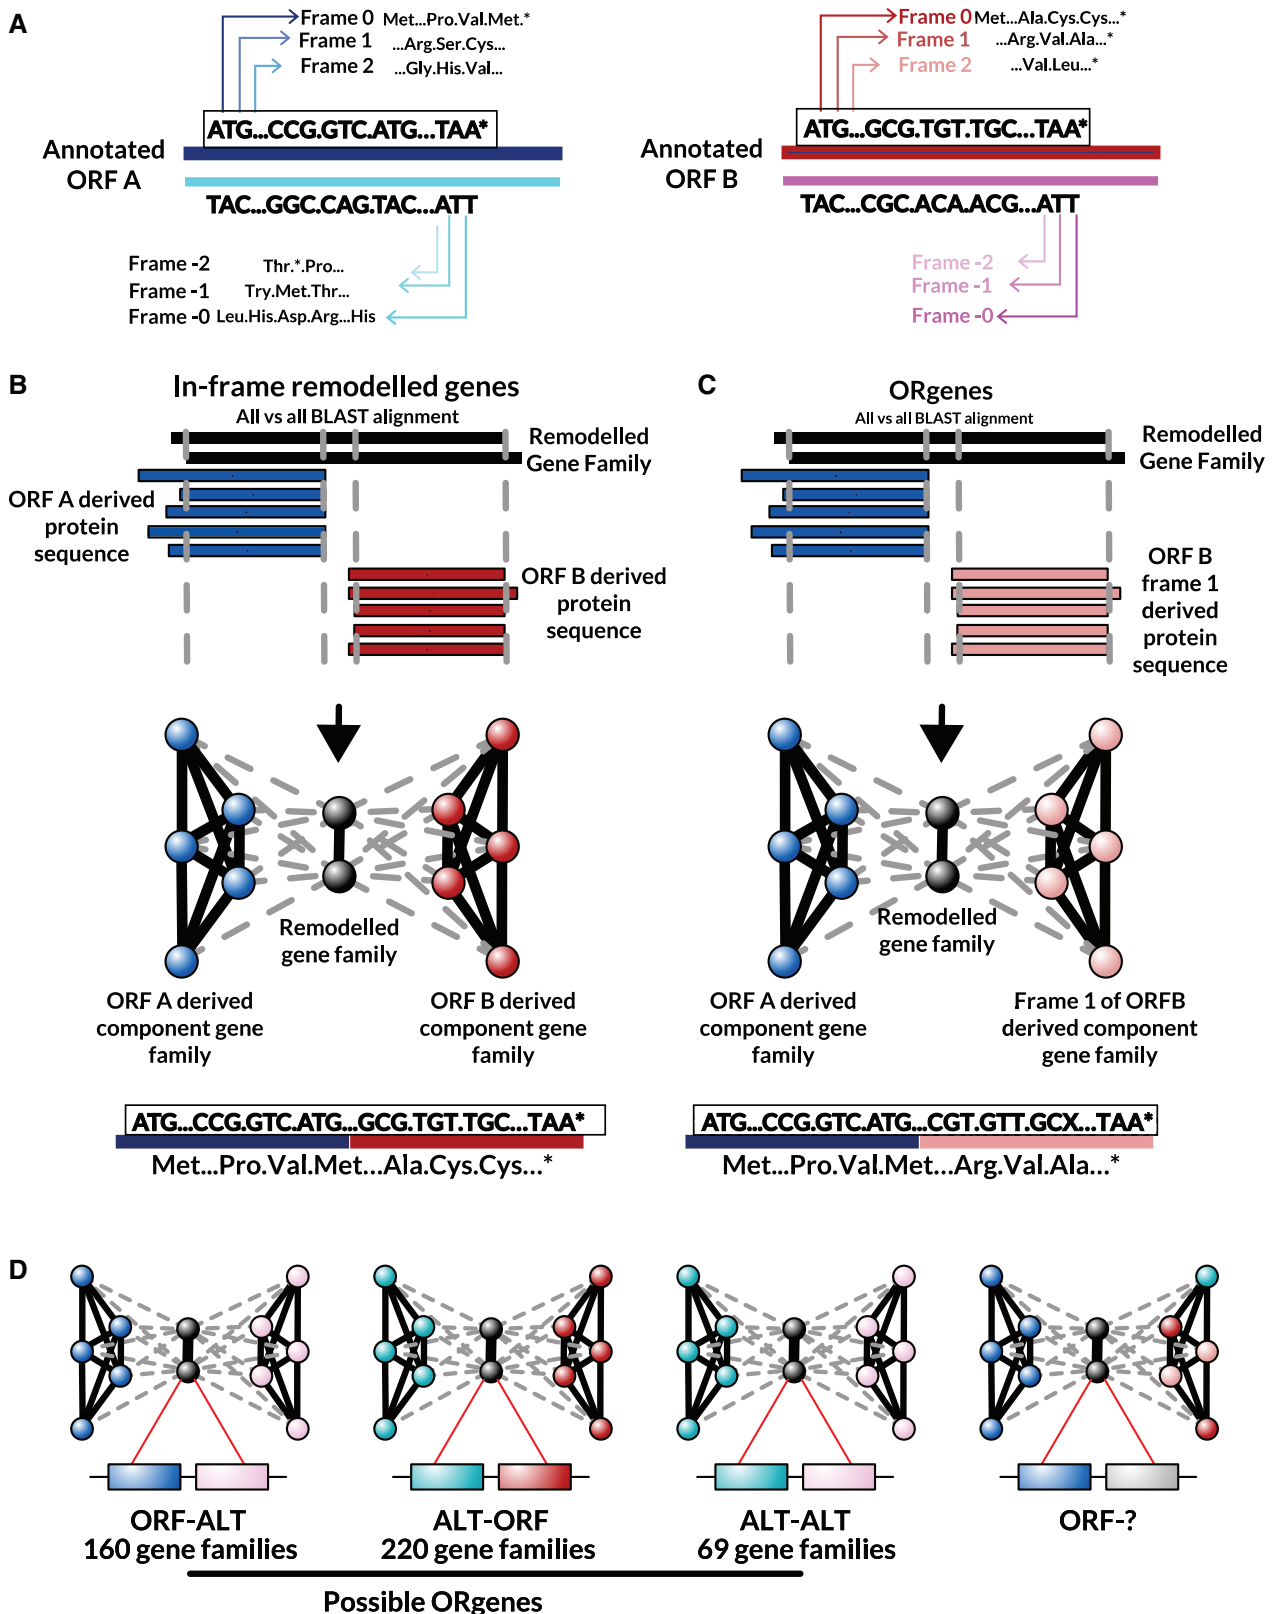 A
Frame 0 Met...Pro.Val.Met.*
Frame 1 ...Arg.Ser.Cys...
Frame 2 ...Gly.His.Val...
ATG...CCG.GTC.ATG...TAA*
Annotated
ORF A
TAC...GGC.CAG.TAC...ATT
Frame -2 Thr.*.Pro...
Frame -1 Try.Met.Thr...
Frame -0 Leu.His.Asp.Arg...His
Frame 0 Met...Ala.Cys.Cys...*
Frame 1 ...Arg.Val.Ala...*
Frame 2 ...Val.Leu...*
ATG...GCG.TGT.TGC...TAA*
Annotated
ORF B
TAC...CGC.ACA.ACG...ATT
Frame -2
Frame -1
Frame -0
B
In-frame remodelled genes
All vs all BLAST alignment
Remodelled
Gene Family
ORF A derived
protein
sequence
ORF B derived
protein
sequence
Remodelled
gene family
ORF A derived
component gene
family
ORF B derived
component gene
family
ATG...CCG.GTC.ATG...GCG.TGT.TGC...TAA*
Met...Pro.Val.Met...Ala.Cys.Cys...*
C
ORgenes
All vs all BLAST alignment
Remodelled
Gene Family
ORF B
frame 1
derived
protein
sequence
Remodelled
gene family
ORF A derived
component gene
family
Frame 1 of ORFB
derived component
gene family
ATG...CCG.GTC.ATG...CGT.GTT.GCX...TAA*
Met...Pro.Val.Met...Arg.Val.Ala...*
D
ORF-ALT
160 gene families
ALT-ORF
220 gene families
ALT-ALT
69 gene families
ORF-?
Possible ORgenes